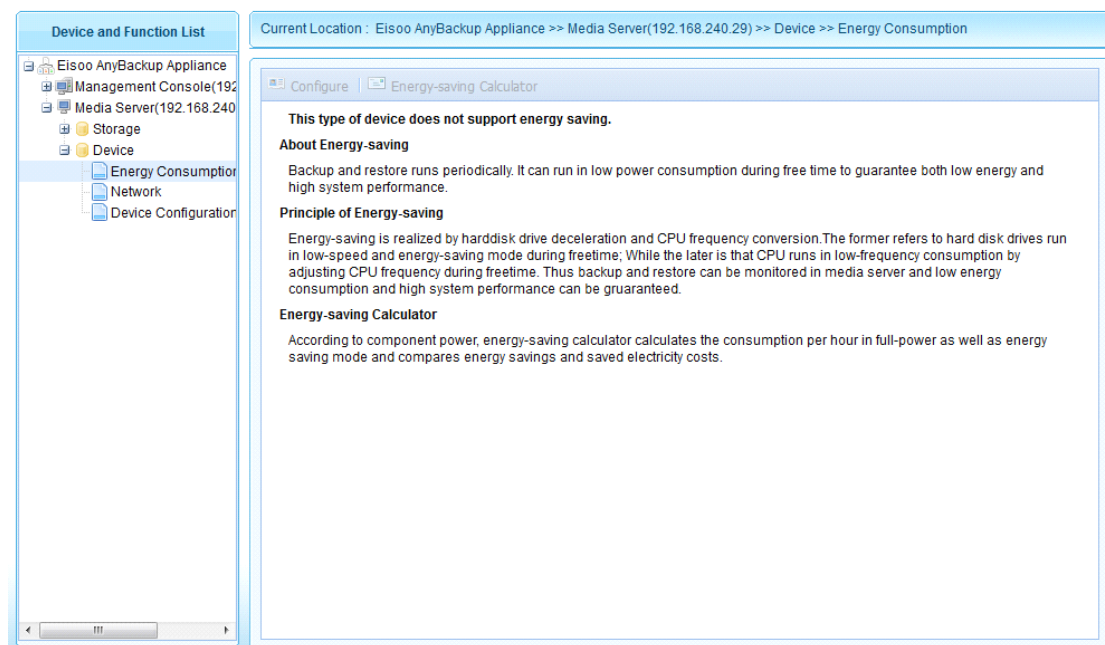 Device and Function List
Eisoo AnyBackup Appliance
Management Console(192
Media Server(192.168.240
Storage
Device
Energy Consumption
Network
Device Configuration
Current Location : Eisoo AnyBackup Appliance >> Media Server(192.168.240.29) >> Device >> Energy Consumption
Configure | Energy-saving Calculator
This type of device does not support energy saving.
About Energy-saving
Backup and restore runs periodically. It can run in low power consumption during free time to guarantee both low energy and
high system performance.
Principle of Energy-saving
Energy-saving is realized by harddisk drive deceleration and CPU frequency conversion.The former refers to hard disk drives run
in low-speed and energy-saving mode during freetime; While the later is that CPU runs in low-frequency consumption by
adjusting CPU frequency during freetime. Thus backup and restore can be monitored in media server and low energy
consumption and high system performance can be gruaranteed.
Energy-saving Calculator
According to component power, energy-saving calculator calculates the consumption per hour in full-power as well as energy
saving mode and compares energy savings and saved electricity costs.